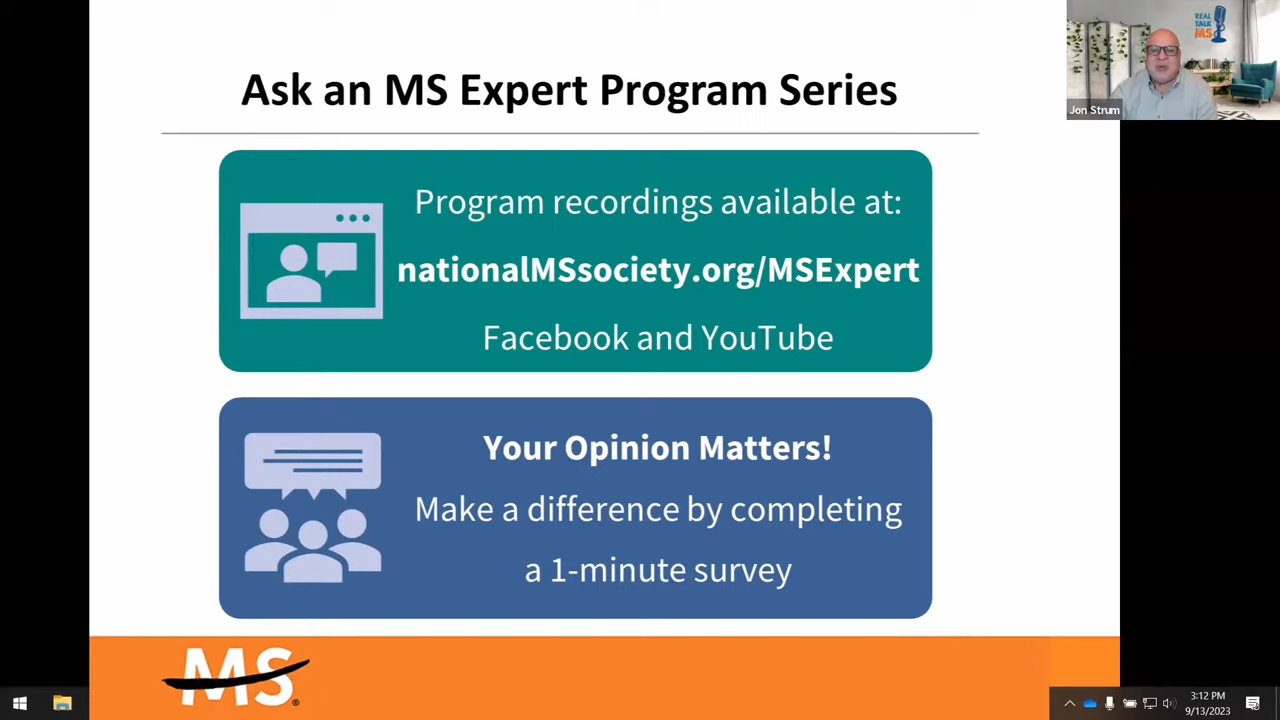 Ask an MS Expert Program Series
Program recordings available at:
nationalMSsociety.org/MSExpert
Facebook and YouTube
Your Opinion Matters!
Make a difference by completing
a 1-minute survey
MS®
REAL
TALK
MS
Jon Strum
3:12 PM
9/13/2023